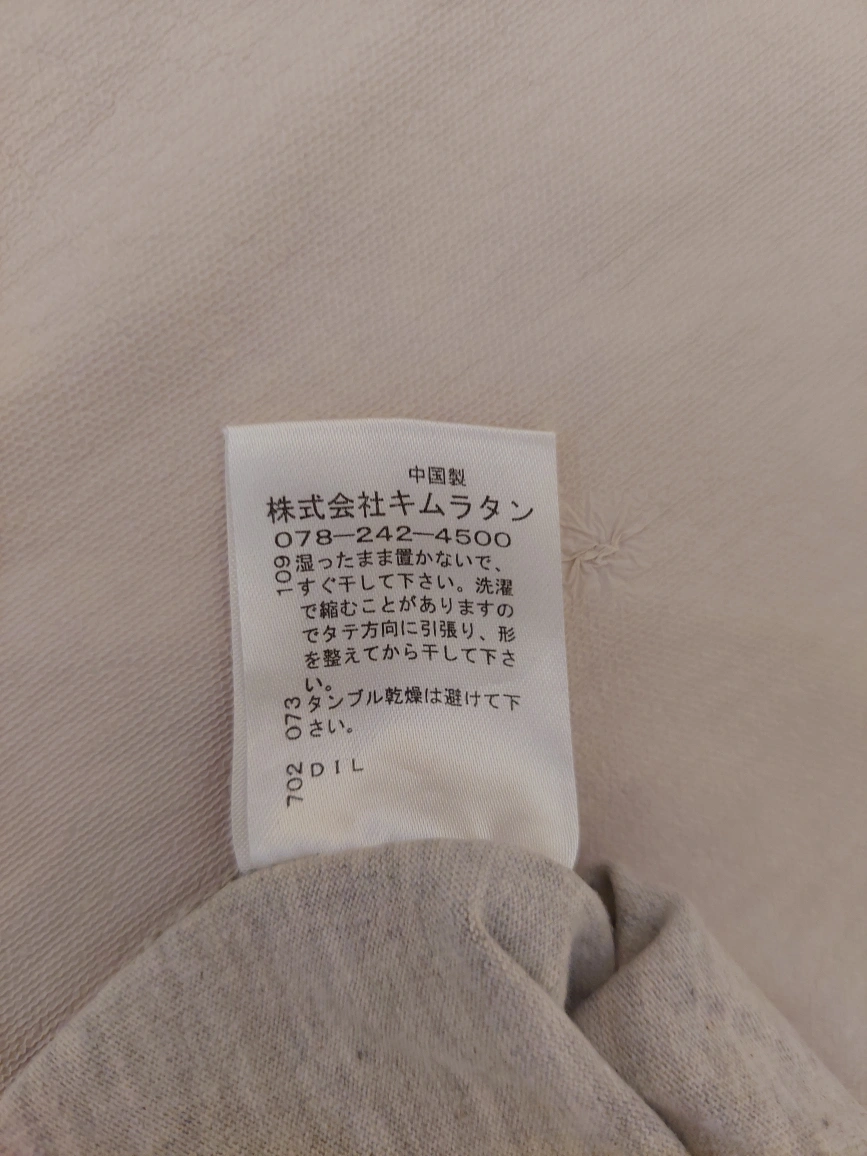 中国製
株式会社キムラタン
078―242―4500
109 湿ったまま置かないで、
すぐ干して下さい。洗濯
で縮むことがありますの
でタテ方向に引張り、形
を整えてから干して下さ
い。
073 タンブル乾燥は避けて下
さい。
702 DIL